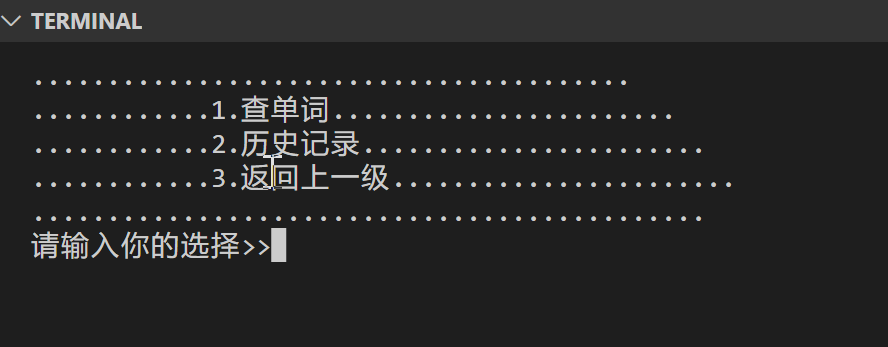 TERMINAL
........................................
............1.查单词.......................
............2.历史记录.......................
............3.返回上一级.......................
.............................................
请输入你的选择>>